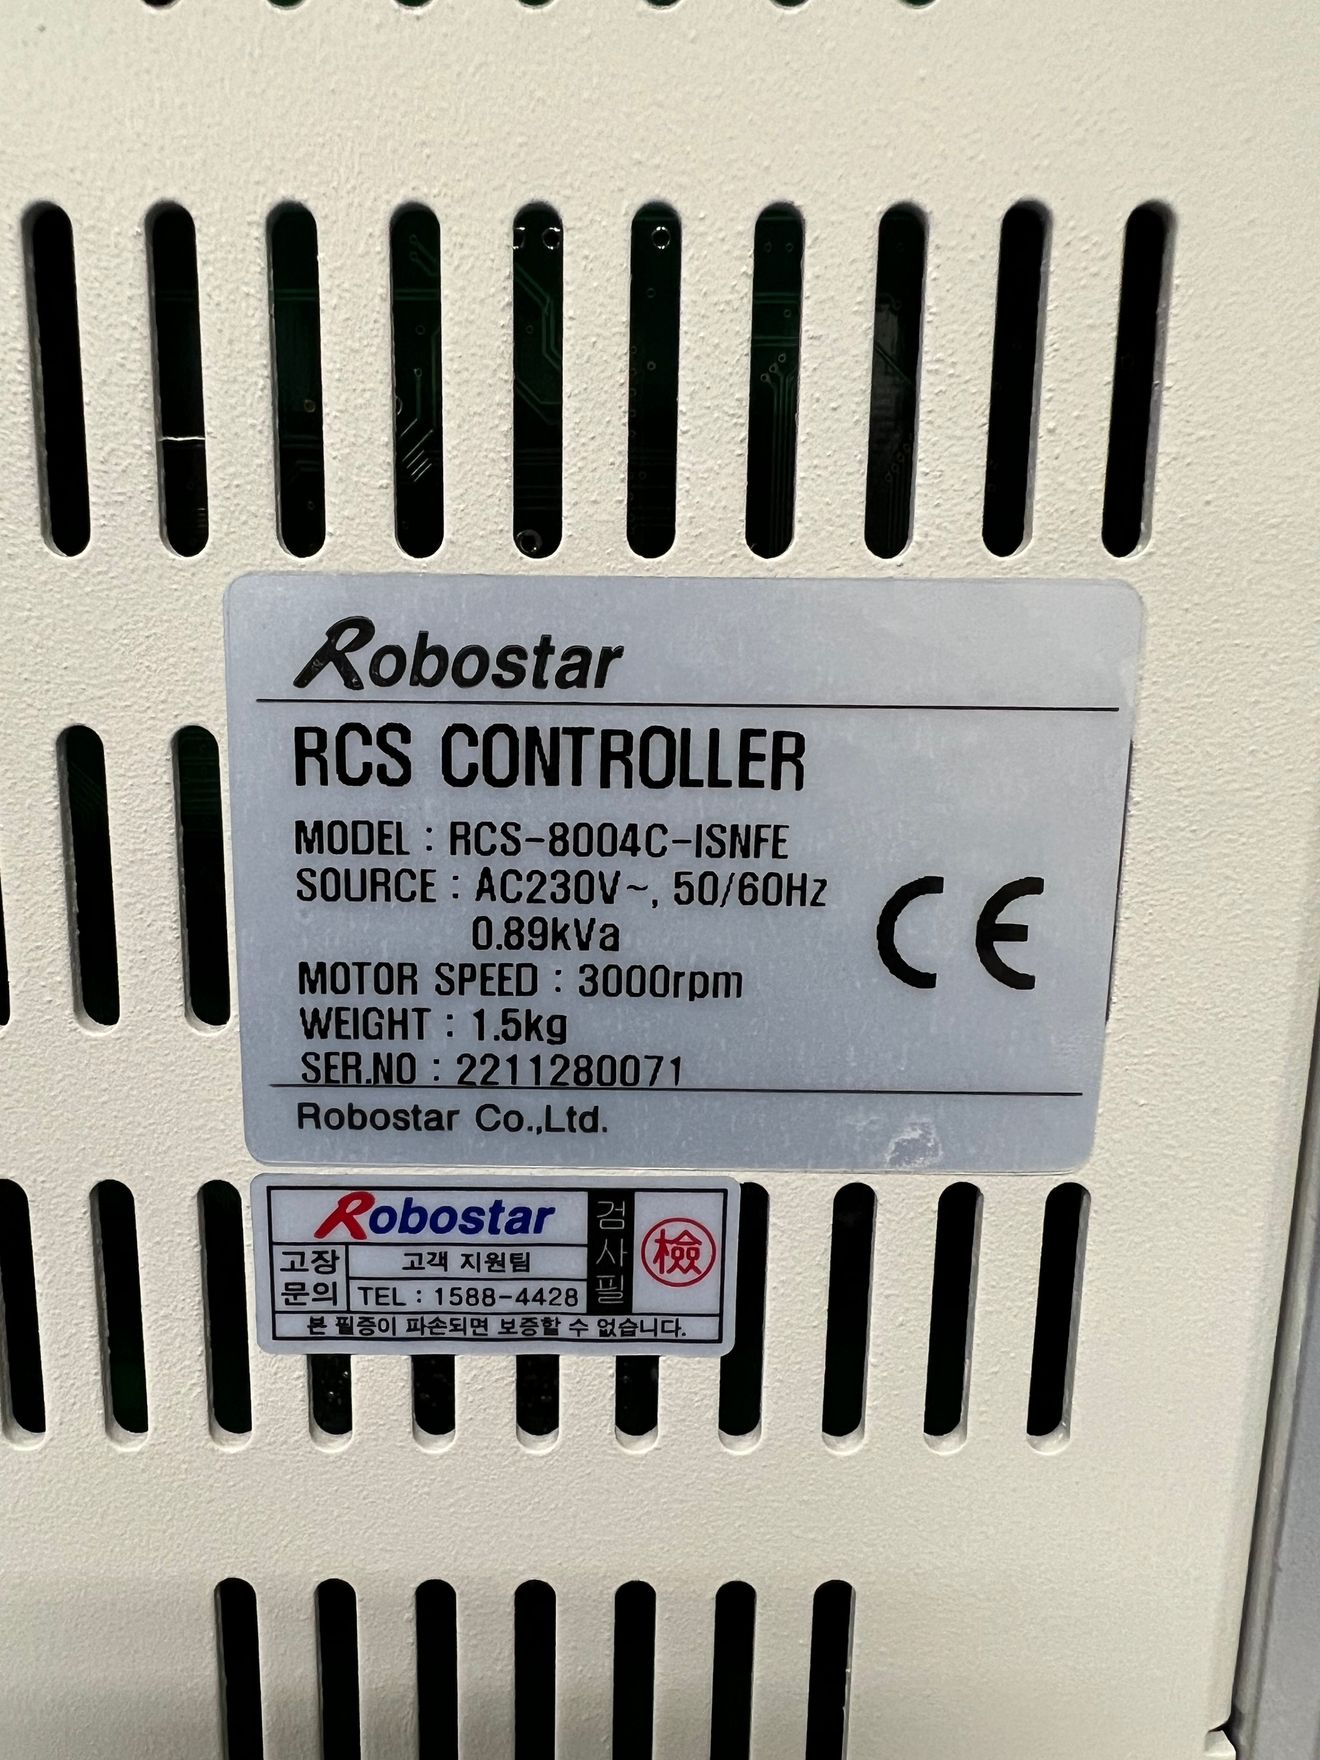 Robostar
RCS CONTROLLER
MODEL : RCS-8004C-ISNFE
SOURCE : AC230V~, 50/60Hz
0.89kVa
MOTOR SPEED : 3000rpm
WEIGHT : 1.5kg
SER.NO : 2211280071
CE
Robostar Co.,Ltd.
Robostar
고장
문의
고객 지원팀
TEL : 1588-4428
검사필
檢
본 필증이 파손되면 보증할 수 없습니다.